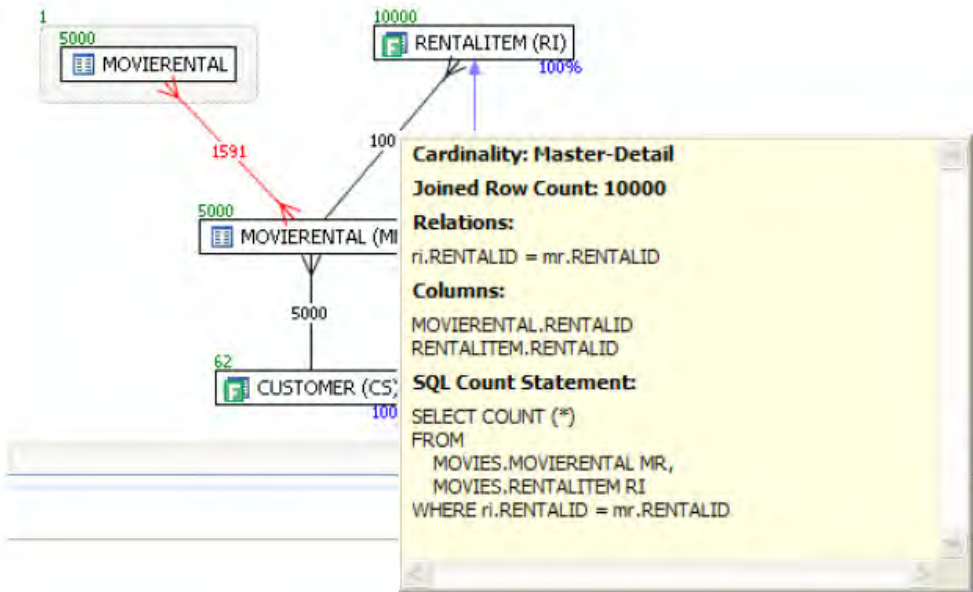 1
5000
MOVIERENTAL
10000
RENTALITEM (RI)
100%
1591
100
5000
MOVIERENTAL (M
5000
62
CUSTOMER (CS)
100
Cardinality: Master-Detail
Joined Row Count: 10000
Relations:
ri.RENTALID = mr.RENTALID
Columns:
MOVIERENTAL.RENTALID
RENTALITEM.RENTALID
SQL Count Statement:
SELECT COUNT (*)
FROM
MOVIES.MOVIERENTAL MR,
MOVIES.RENTALITEM RI
WHERE ri.RENTALID = mr.RENTALID